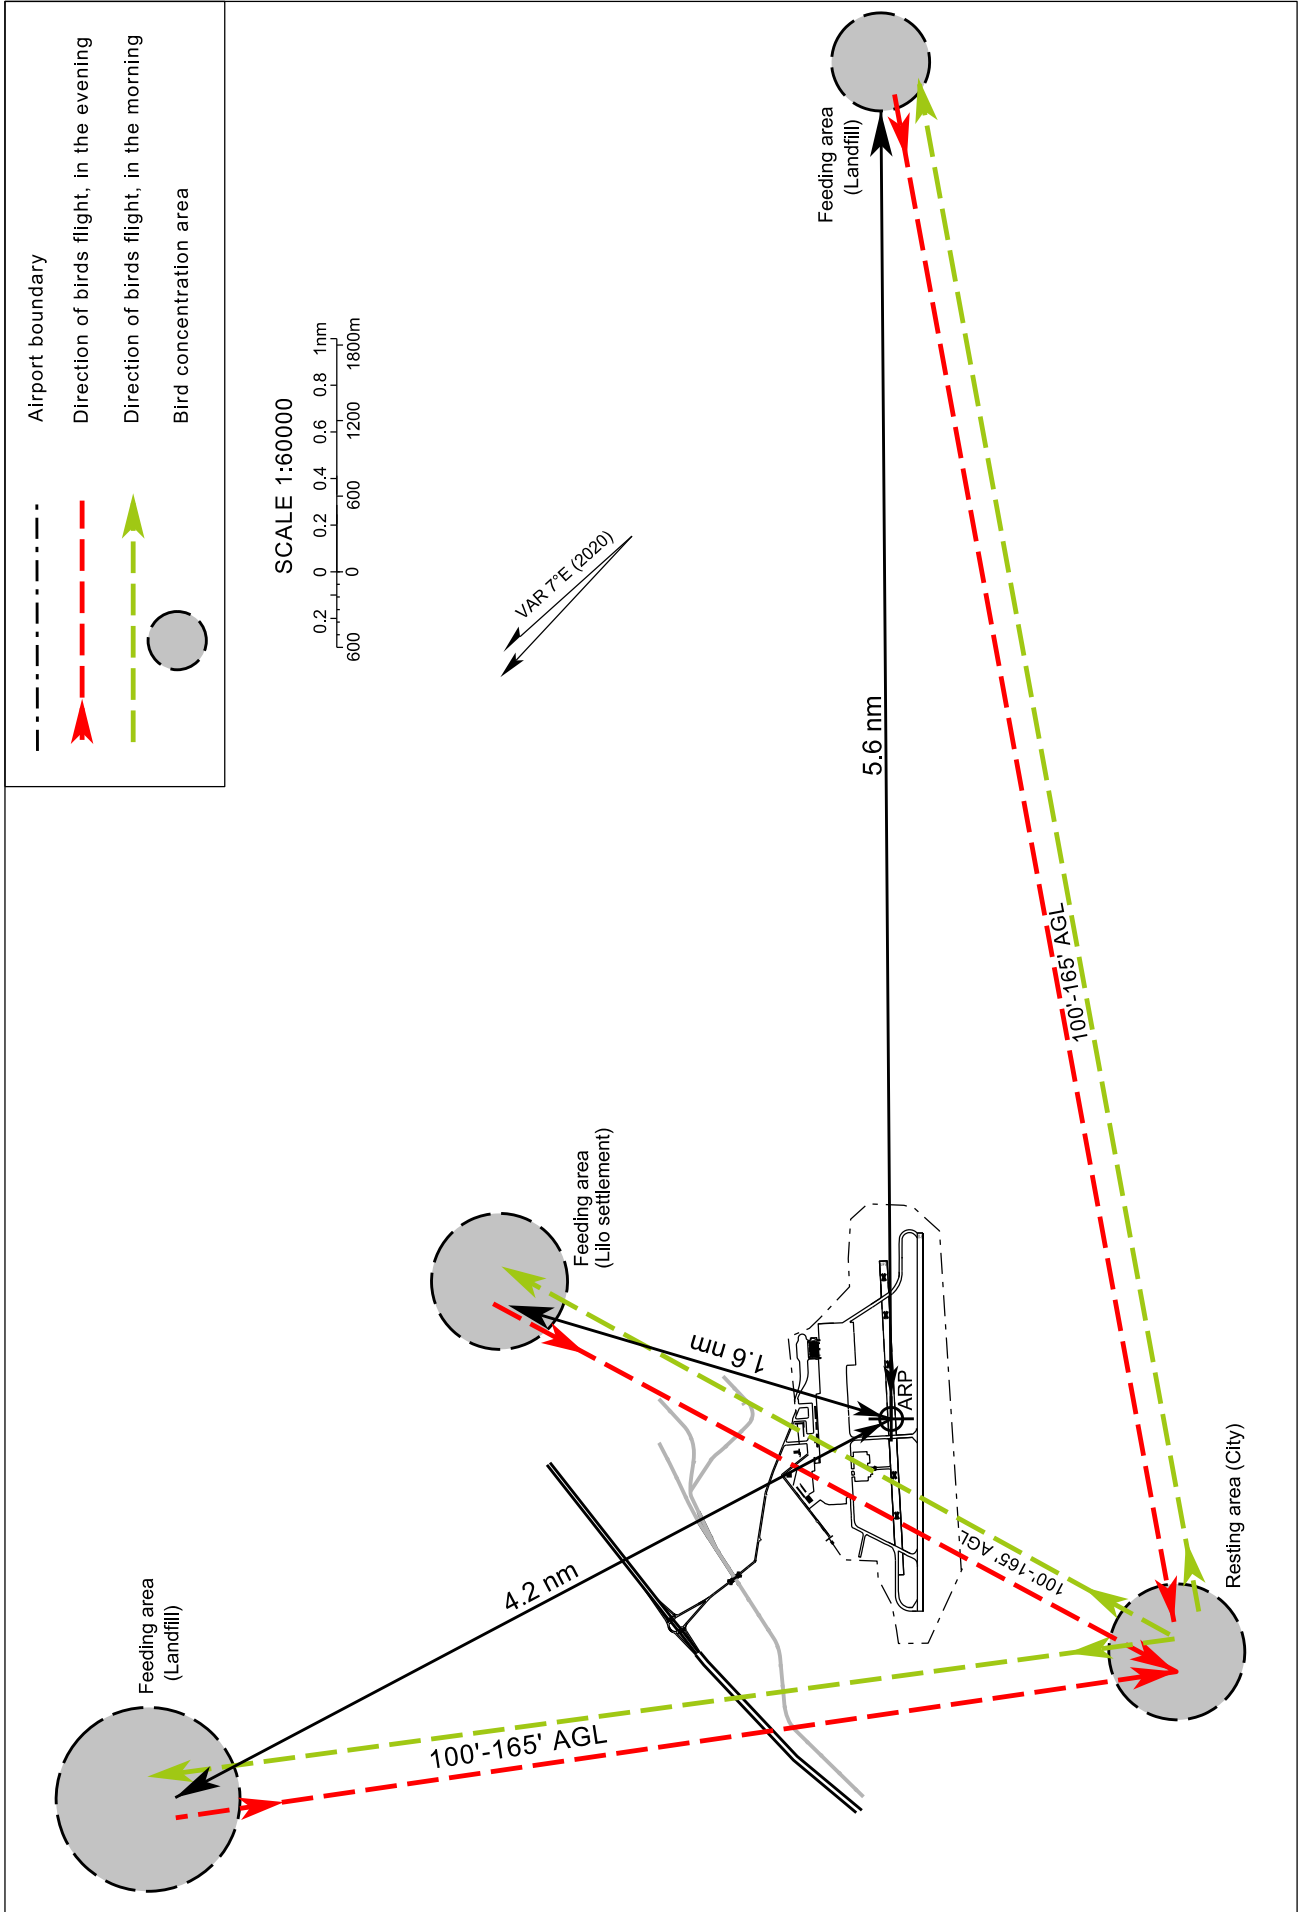 Airport boundary
Direction of birds flight, in the evening
Direction of birds flight, in the morning
Bird concentration area
SCALE 1:60000
0.2 0 0.2 0.4 0.6 0.8 1nm
600 0 600 1200 1800m
VAR 7°E (2020)
Feeding area
(Landfill)
4.2 nm
100'-165' AGL
Feeding area
(Lilo settlement)
1.6 nm
100'-165' AGL
ARP
5.6 nm
Feeding area
(Landfill)
100'-165' AGL
Resting area (City)